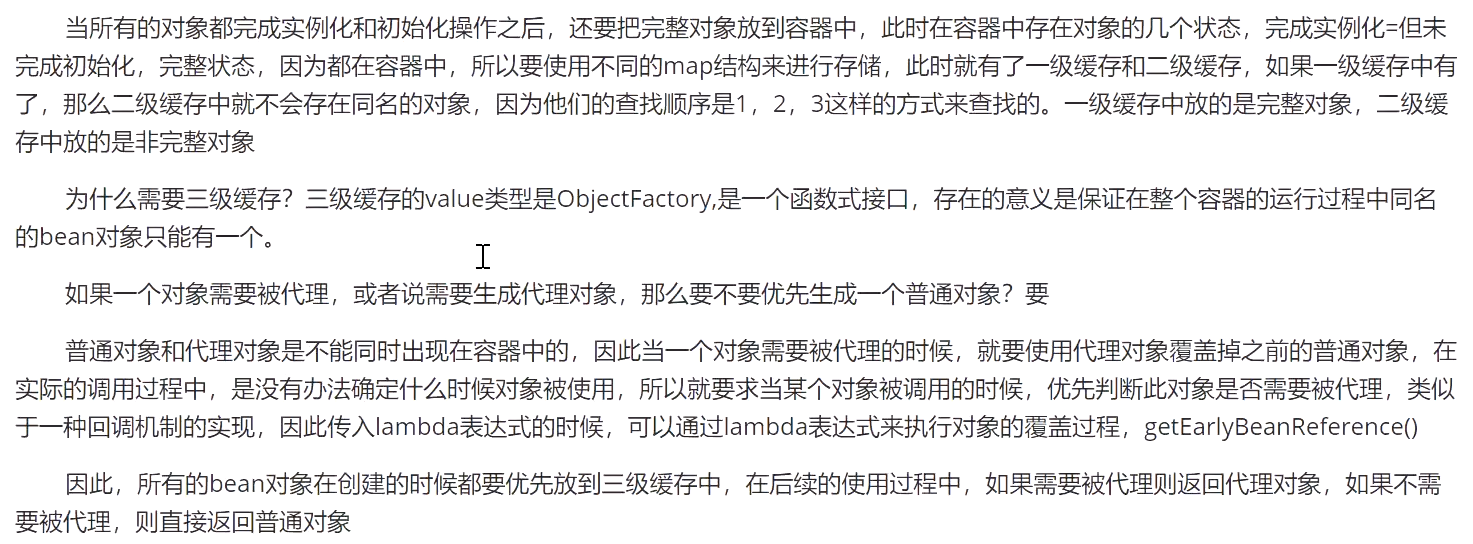 当所有的对象都完成实例化和初始化操作之后，还要把完整对象放到容器中，此时在容器中存在对象的几个状态，完成实例化=但未
完成初始化，完整状态，因为都在容器中，所以要使用不同的map结构来进行存储，此时就有了一级缓存和二级缓存，如果一级缓存中有
了，那么二级缓存中就不会存在同名的对象，因为他们的查找顺序是1，2，3这样的方式来查找的。一级缓存中放的是完整对象，二级缓
存中放的是非完整对象
为什么需要三级缓存？三级缓存的value类型是ObjectFactory,是一个函数式接口，存在的意义是保证在整个容器的运行过程中同名
的bean对象只能有一个。
如果一个对象需要被代理，或者说需要生成代理对象，那么要不要优先生成一个普通对象？要
普通对象和代理对象是不能同时出现在容器中的，因此当一个对象需要被代理的时候，就要使用代理对象覆盖掉之前的普通对象，在
实际的调用过程中，是没有办法确定什么时候对象被使用，所以就要求当某个对象被调用的时候，优先判断此对象是否需要被代理，类似
于一种回调机制的实现，因此传入lambda表达式的时候，可以通过lambda表达式来执行对象的覆盖过程，getEarlyBeanReference()
因此，所有的bean对象在创建的时候都要优先放到三级缓存中，在后续的使用过程中，如果需要被代理则返回代理对象，如果不需
要被代理，则直接返回普通对象